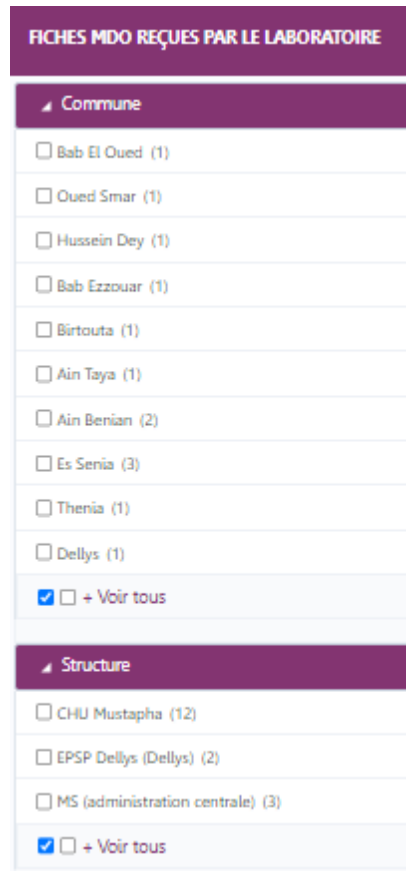 FICHES MDO REÇUES PAR LE LABORATOIRE
Commune
Bab El Oued (1)
Oued Smar (1)
Hussein Dey (1)
Bab Ezzouar (1)
Birtouta (1)
Ain Taya (1)
Ain Benian (2)
Es Senia (3)
Thenia (1)
Dellys (1)
+ Voir tous
Structure
CHU Mustapha (12)
EPSP Dellys (Dellys) (2)
MS (administration centrale) (3)
+ Voir tous